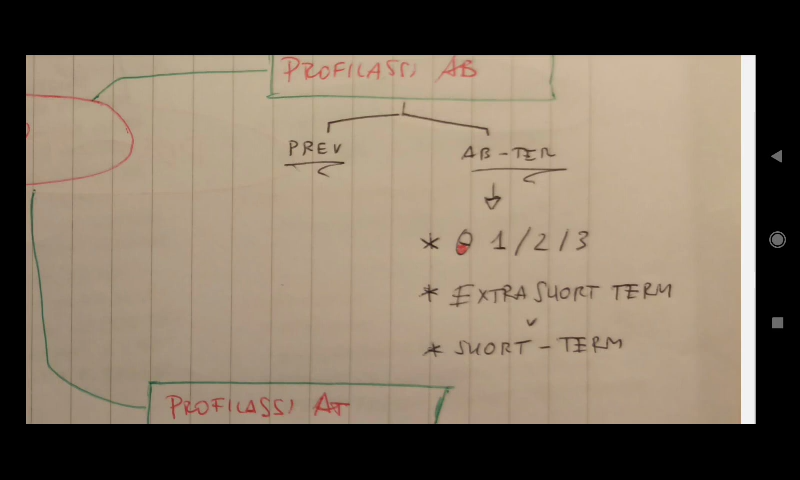 PROFILASSI AB
PREV
AB-TER
* 1/2/3
* EXTRA SHORT TERM
* SHORT-TERM
PROFILASSI AT